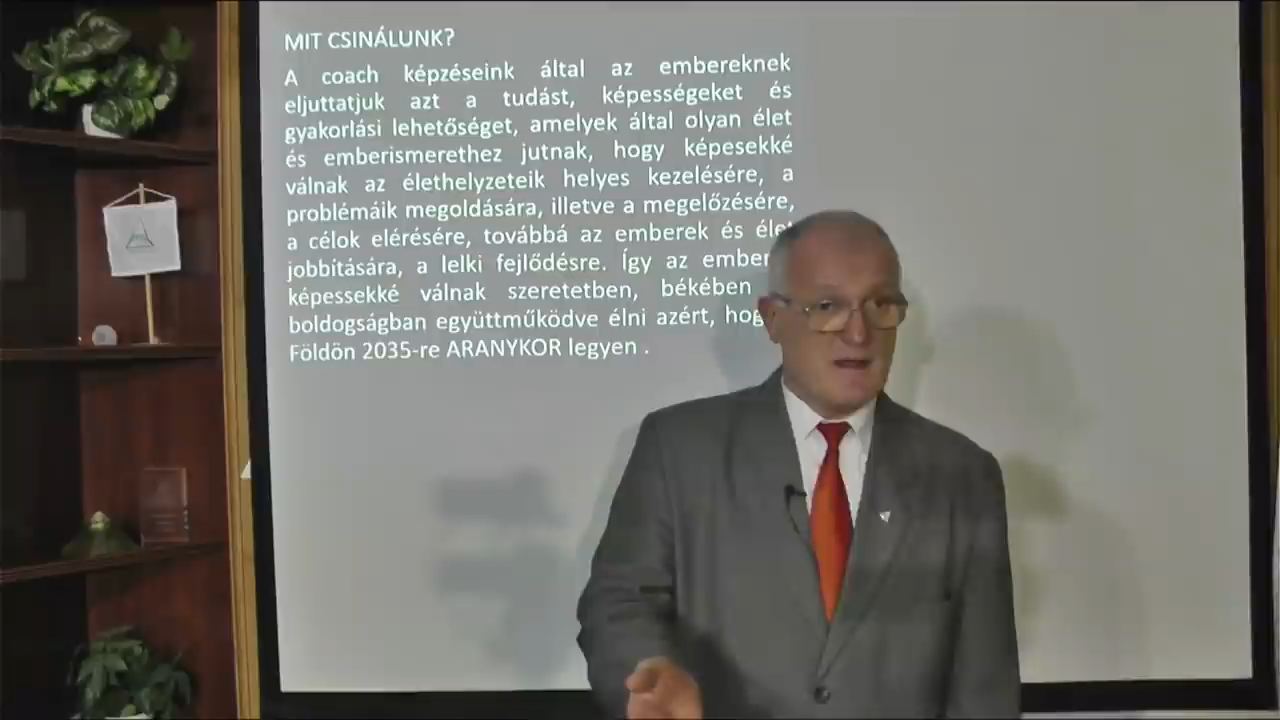 MIT CSINÁLUNK?
A coach képzéseink által az embereknek
eljuttatjuk azt a tudást, képességeket és
gyakorlási lehetőséget, amelyek által olyan élet
és emberismerethez jutnak, hogy képesekké
válnak az élethelyzeteik helyes kezelésére, a
problémáik megoldására, illetve a megelőzésére,
a célok elérésére, továbbá az emberek és élet
jobbítására, a lelki fejlődésre. Így az ember
képessekké válnak szeretetben, békében
boldogságban együttműködve élni azért, hog
Földön 2035-re ARANYKOR legyen .